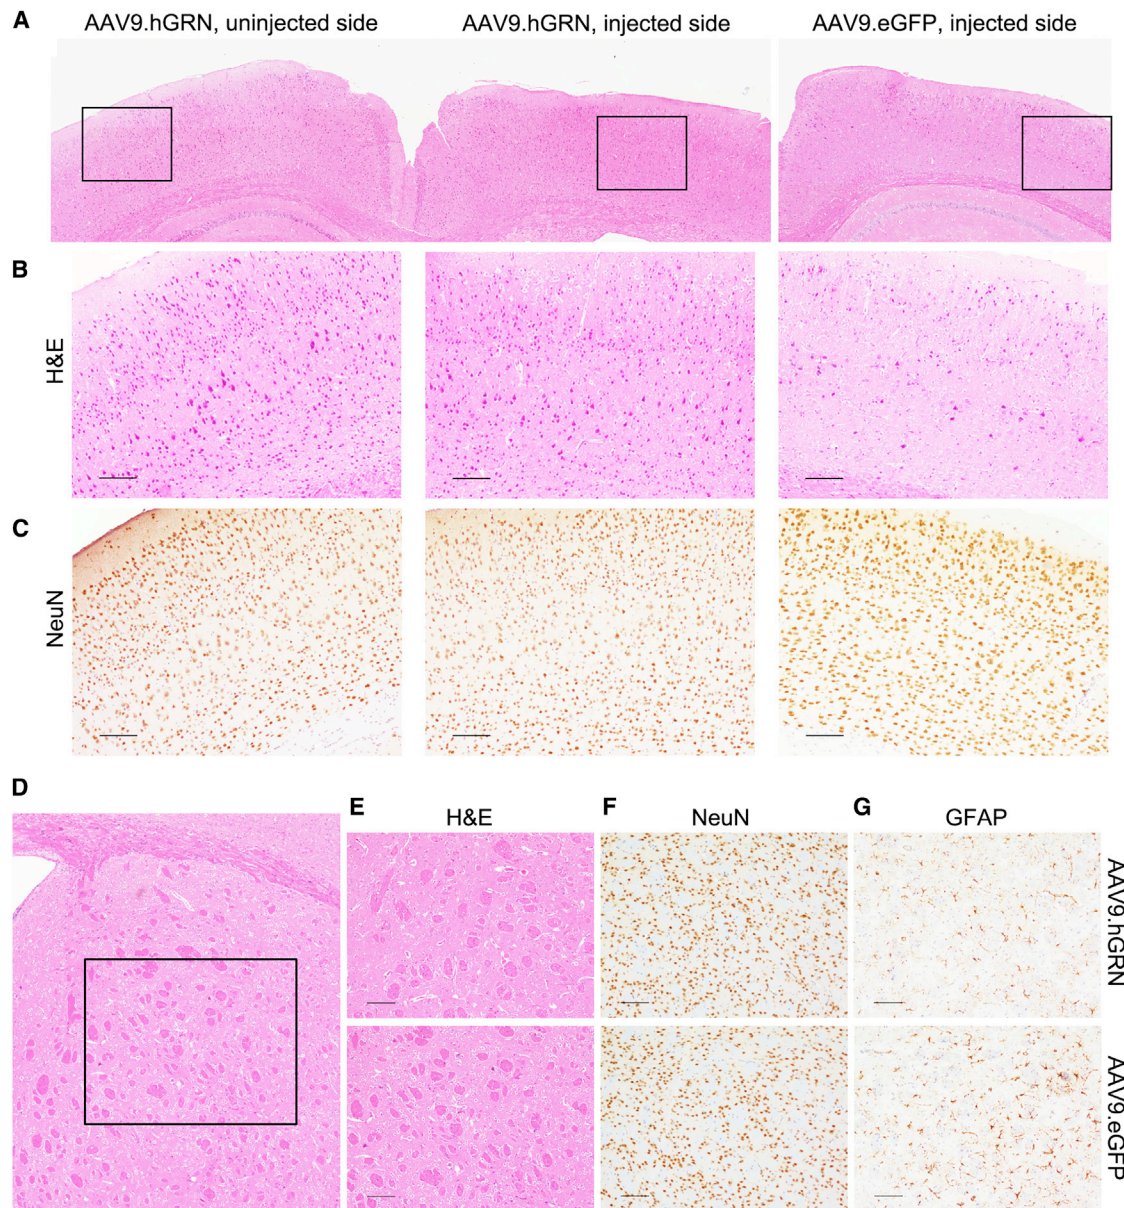 A
AAV9.hGRN, uninjected side
AAV9.hGRN, injected side
AAV9.eGFP, injected side
B
H&E
C
NeuN
D
E
H&E
F
NeuN
G
GFAP
AAV9.hGRN
AAV9.eGFP